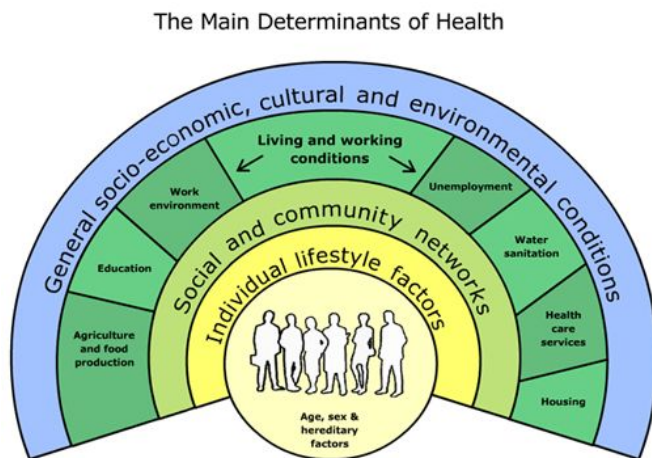 The Main Determinants of Health
General socio-economic, cultural and environmental conditions
Living and working
conditions
Work
environment
Unemployment
Education
Water
sanitation
Agriculture
and food
production
Health
care
services
Housing
Social and community networks
Individual lifestyle factors
Age, sex &
hereditary
factors